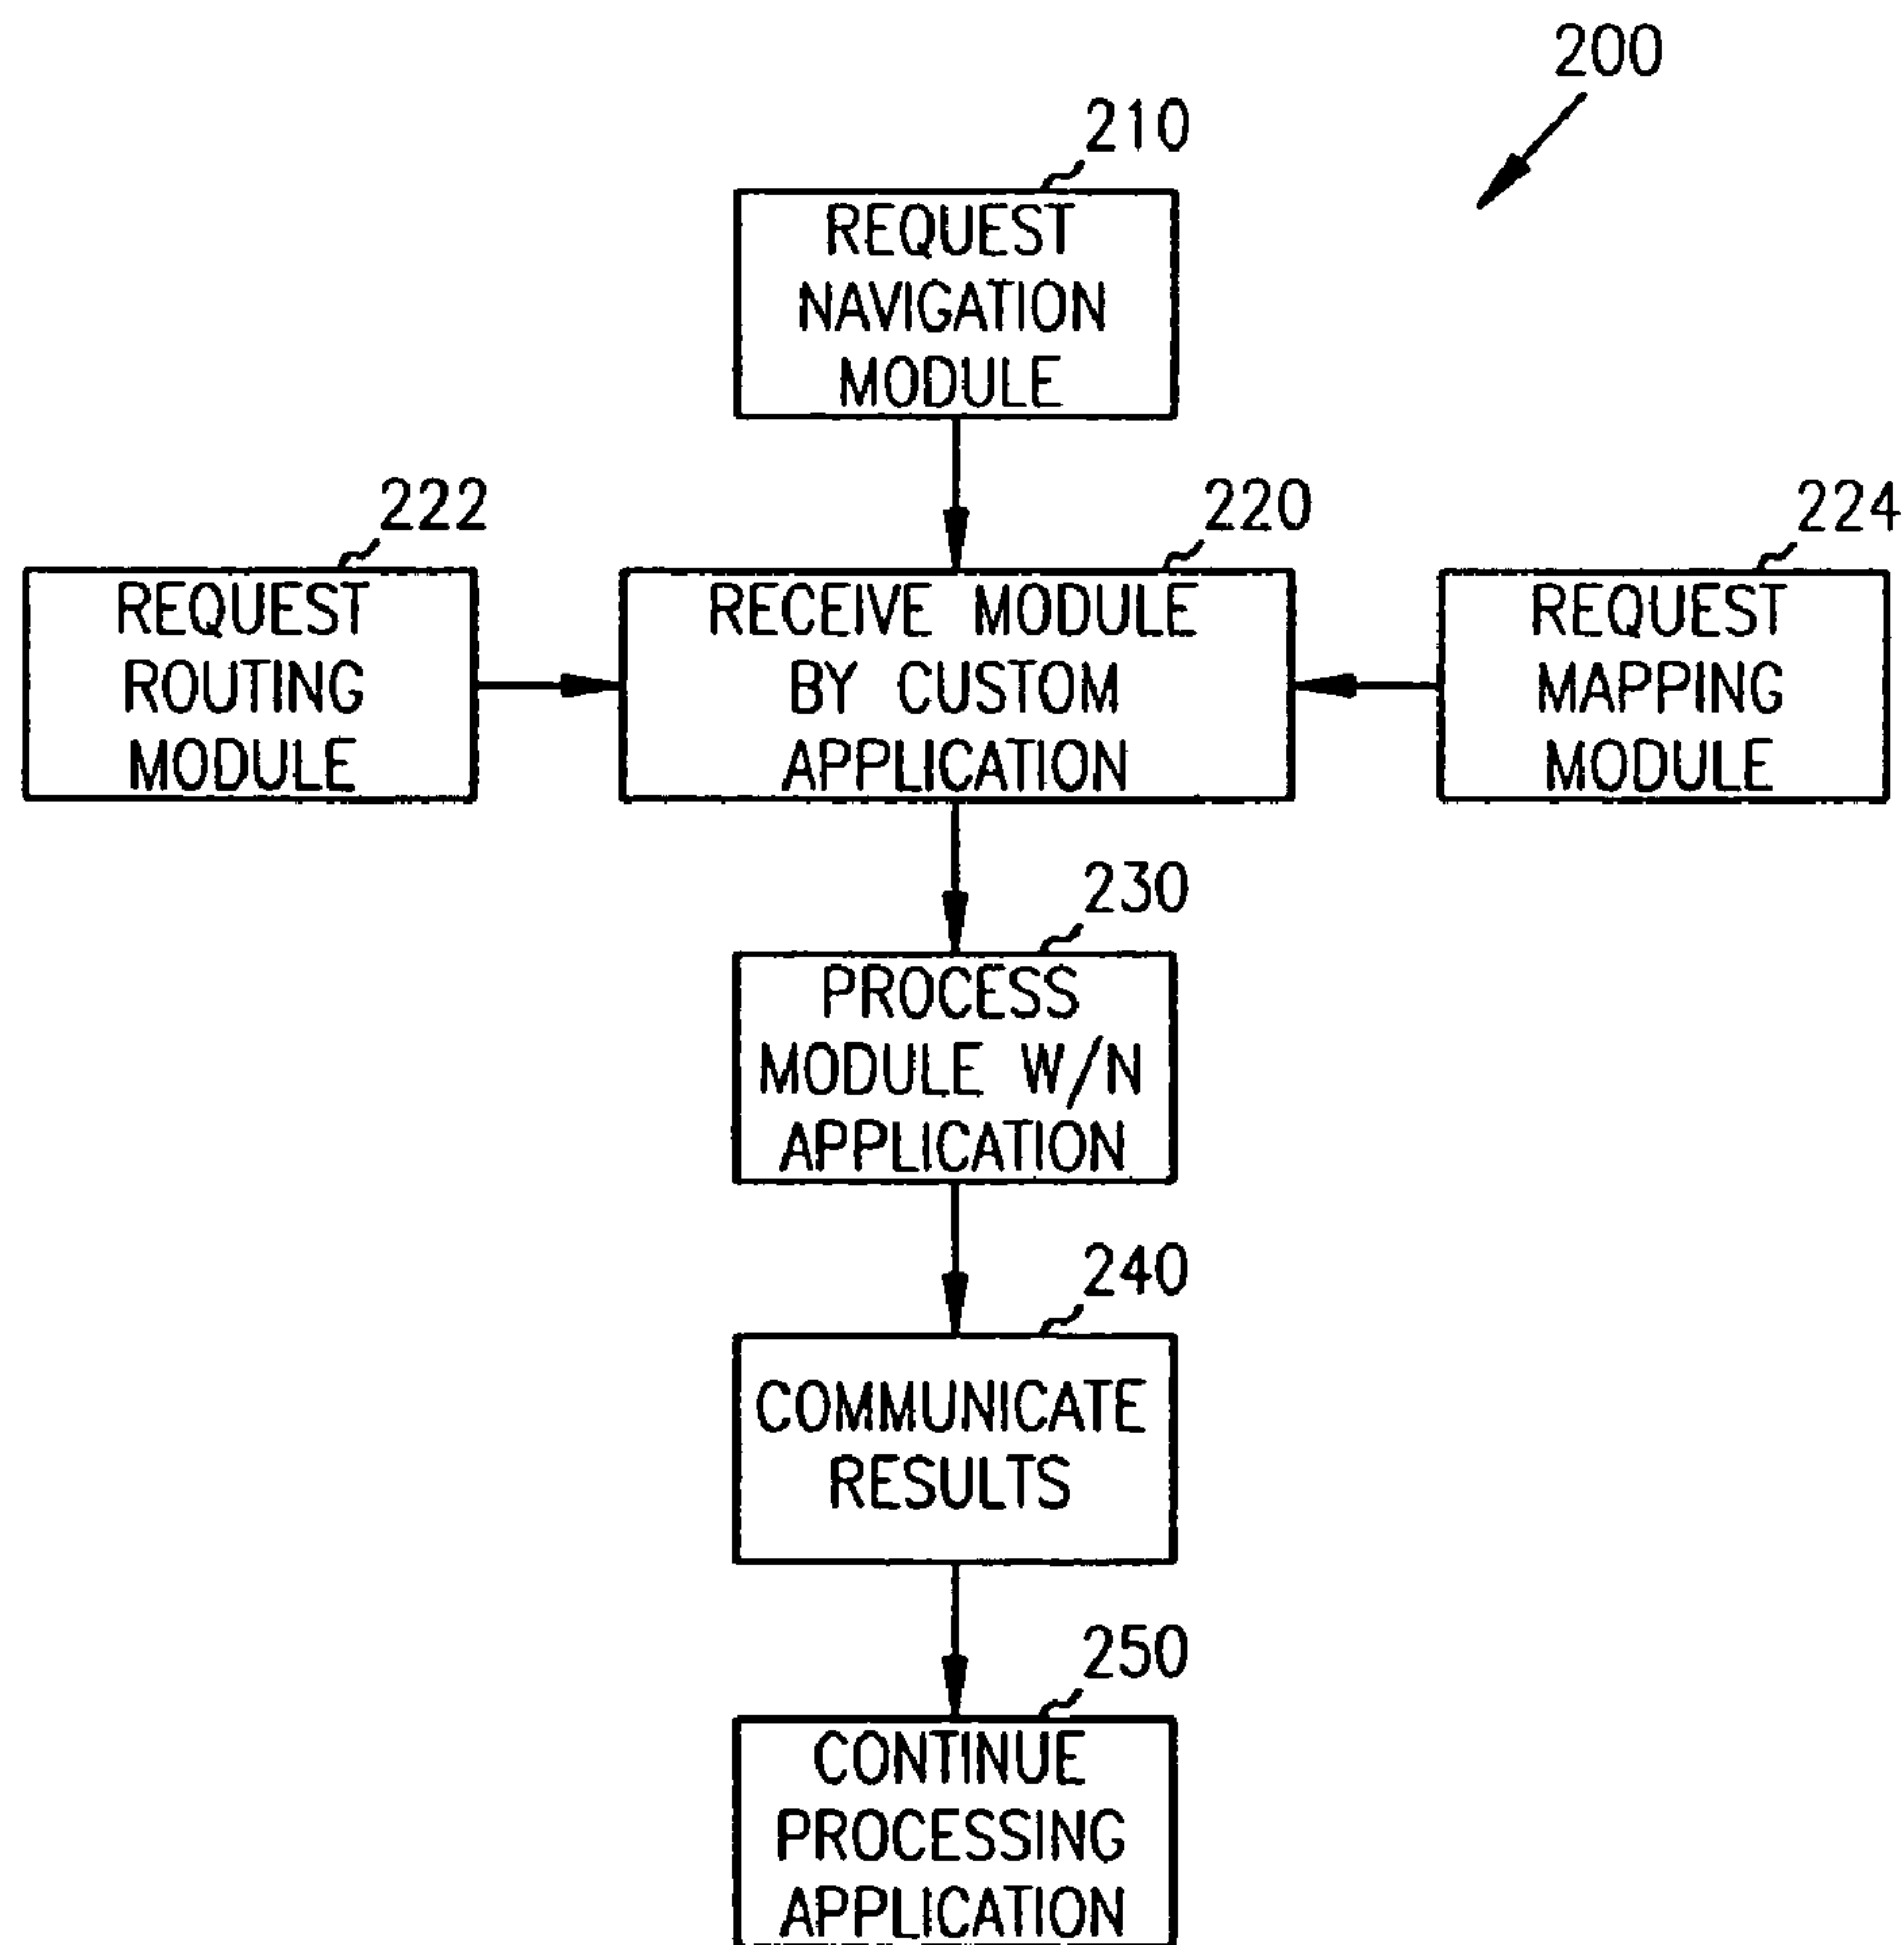 200
210
REQUEST
NAVIGATION
MODULE
222
REQUEST
ROUTING
MODULE
220
RECEIVE MODULE
BY CUSTOM
APPLICATION
224
REQUEST
MAPPING
MODULE
230
PROCESS
MODULE W/N
APPLICATION
240
COMMUNICATE
RESULTS
250
CONTINUE
PROCESSING
APPLICATION